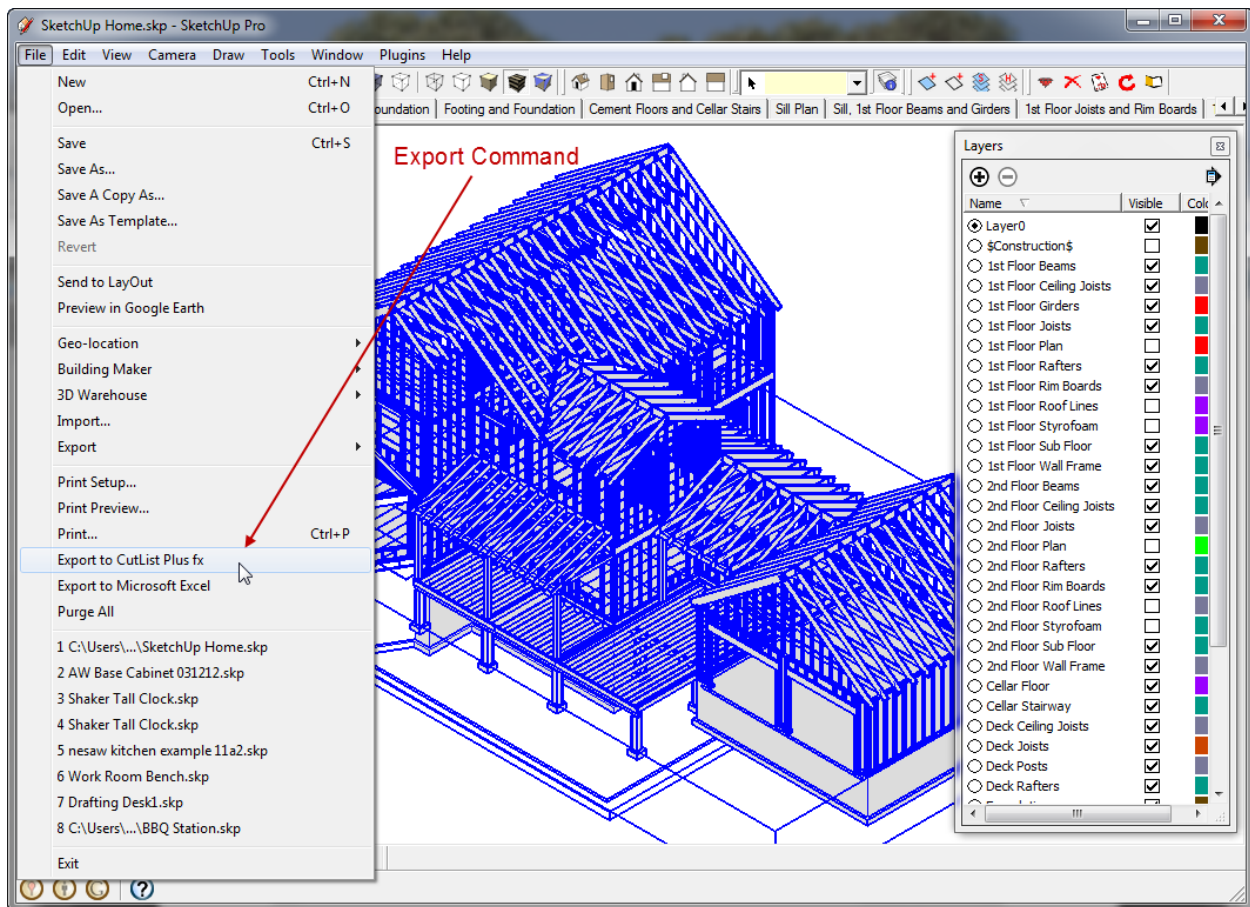 SketchUp Home.skp - SketchUp Pro
File Edit View Camera Draw Tools Window Plugins Help
New Ctrl+N
Open... Ctrl+O
Save Ctrl+S
Save As...
Save A Copy As...
Save As Template...
Revert
Send to LayOut
Preview in Google Earth
Geo-location
Building Maker
3D Warehouse
Import...
Export
Print Setup...
Print Preview...
Print... Ctrl+P
Export to CutList Plus fx
Export to Microsoft Excel
Purge All
1 C:\Users\...\SketchUp Home.skp
2 AW Base Cabinet 031212.skp
3 Shaker Tall Clock.skp
4 Shaker Tall Clock.skp
5 nesaw kitchen example 11a2.skp
6 Work Room Bench.skp
7 Drafting Desk1.skp
8 C:\Users\...\BBQ Station.skp
Exit
oundation Footing and Foundation Cement Floors and Cellar Stairs Sill Plan Sill, 1st Floor Beams and Girders 1st Floor Joists and Rim Boards
Export Command
Layers
Name Visible Colo
Layer0
$Construction$
1st Floor Beams
1st Floor Ceiling Joists
1st Floor Girders
1st Floor Joists
1st Floor Plan
1st Floor Rafters
1st Floor Rim Boards
1st Floor Roof Lines
1st Floor Styrofoam
1st Floor Sub Floor
1st Floor Wall Frame
2nd Floor Beams
2nd Floor Ceiling Joists
2nd Floor Joists
2nd Floor Plan
2nd Floor Rafters
2nd Floor Rim Boards
2nd Floor Roof Lines
2nd Floor Styrofoam
2nd Floor Sub Floor
2nd Floor Wall Frame
Cellar Floor
Cellar Stairway
Deck Ceiling Joists
Deck Joists
Deck Posts
Deck Rafters